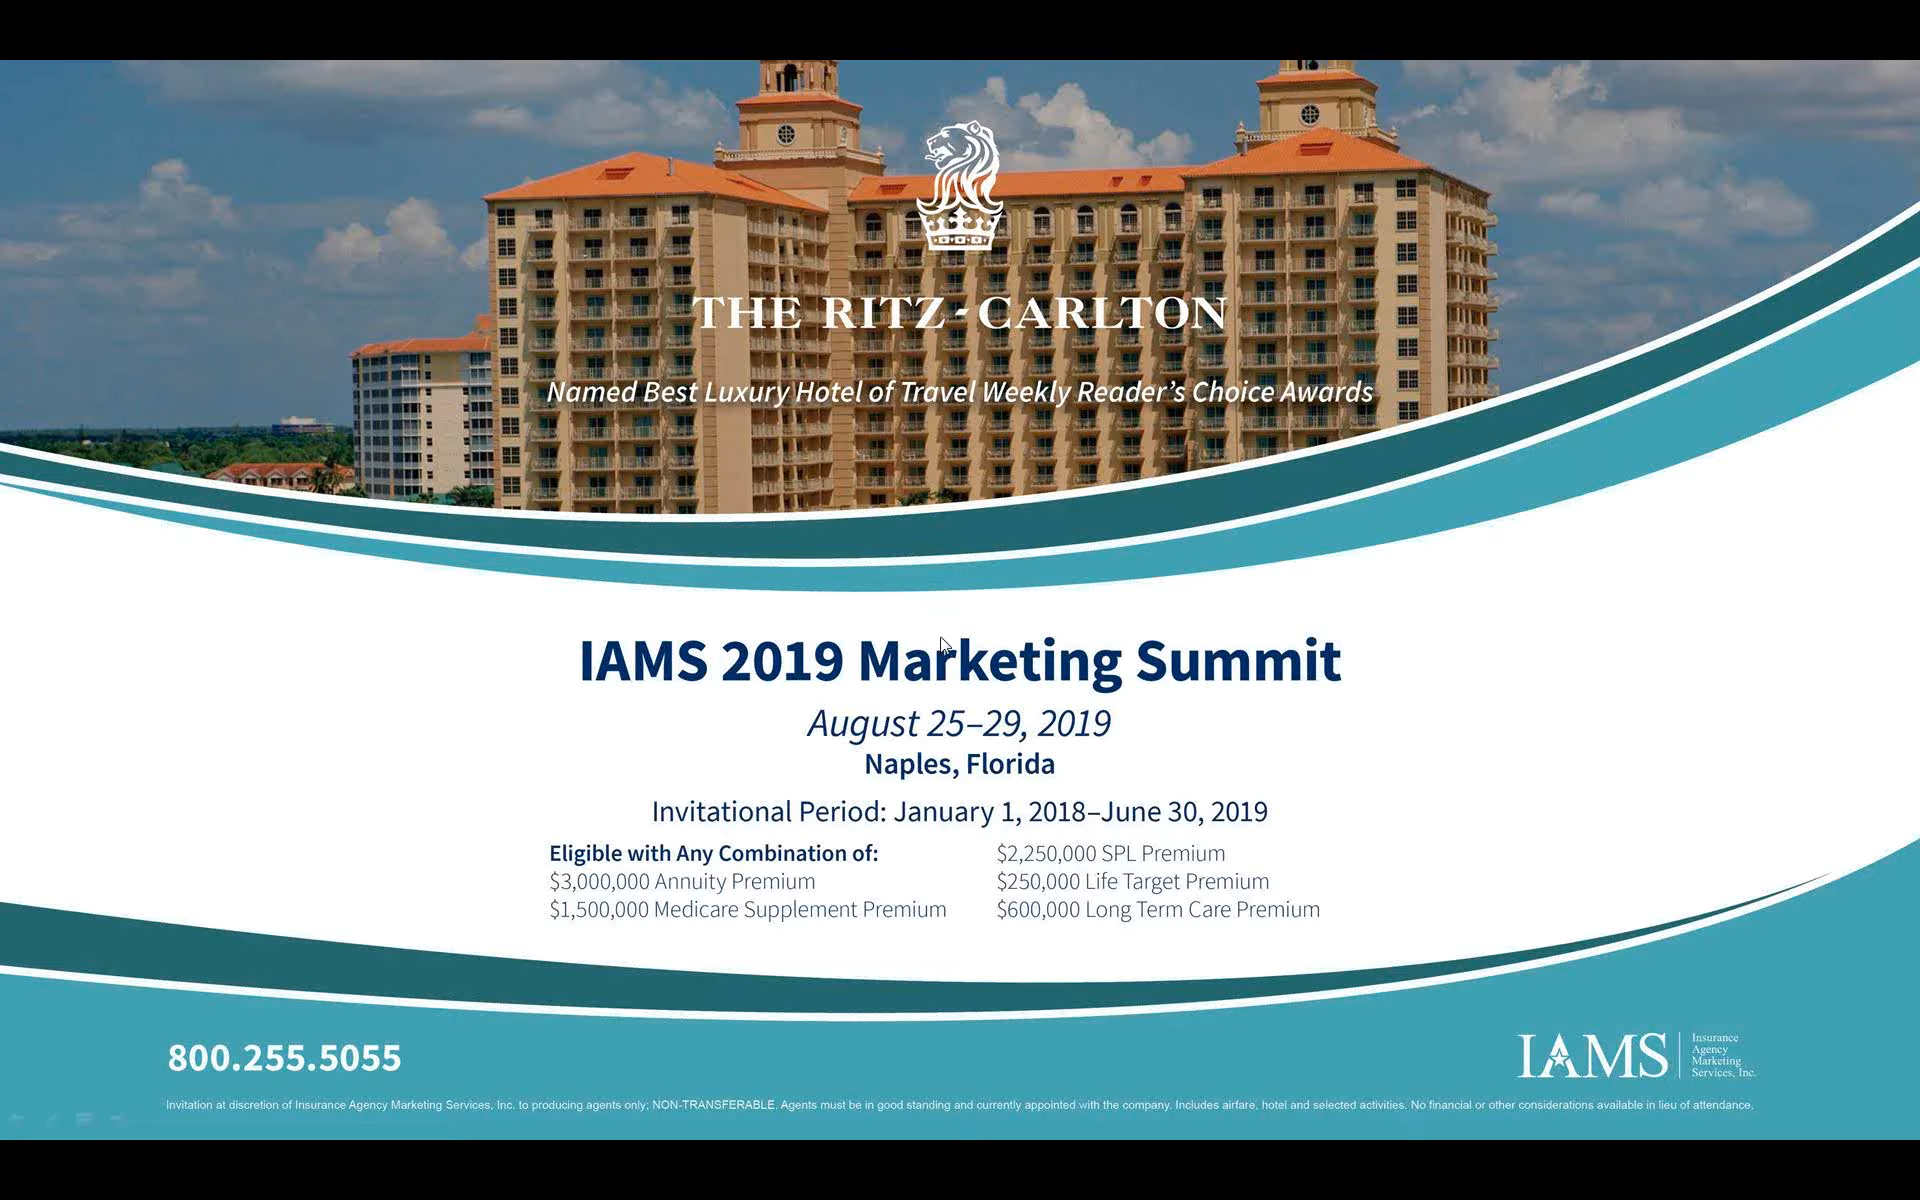 THE RITZ-CARLTON
Named Best Luxury Hotel of Travel Weekly Reader's Choice Awards
IAMS 2019 Marketing Summit
August 25–29, 2019
Naples, Florida
Invitational Period: January 1, 2018–June 30, 2019
Eligible with Any Combination of:
$3,000,000 Annuity Premium
$1,500,000 Medicare Supplement Premium
$2,250,000 SPL Premium
$250,000 Life Target Premium
$600,000 Long Term Care Premium
800.255.5055
IAMS
Insurance
Agency
Marketing
Services, Inc.
Invitation at discretion of Insurance Agency Marketing Services, Inc. to producing agents only; NON-TRANSFERABLE. Agents must be in good standing and currently appointed with the company. Includes airfare, hotel and selected activities. No financial or other considerations available in lieu of attendance.